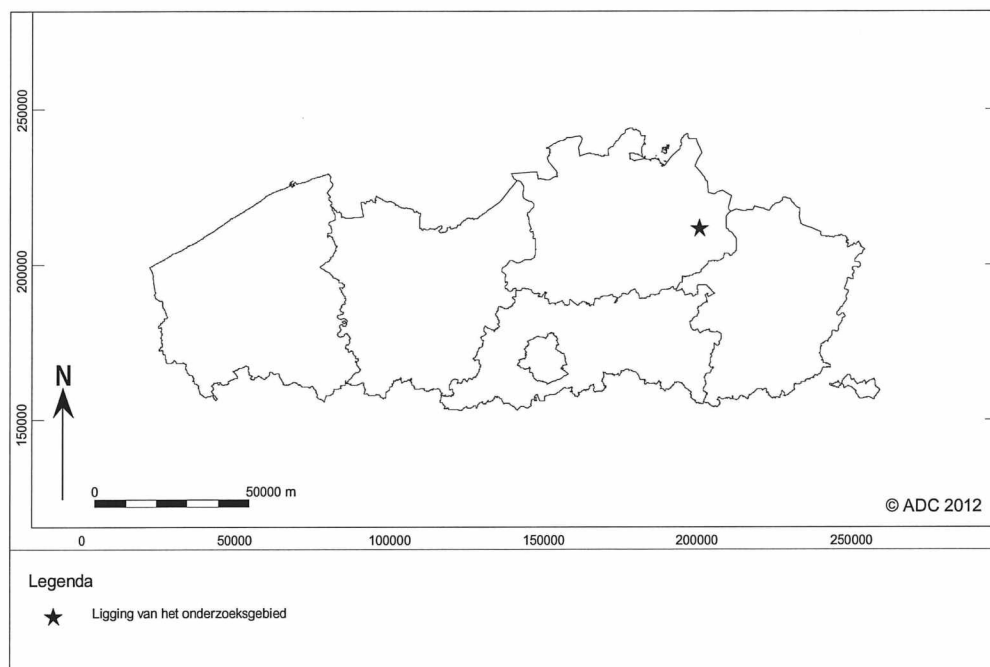 250000
200000
150000
N
0 50000 m
© ADC 2012
0 50000 100000 150000 200000 250000
Legenda
Ligging van het onderzoeksgebied